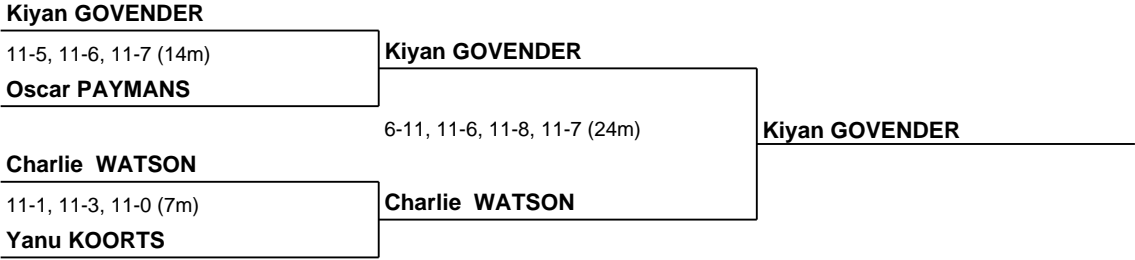 Kiyan GOVENDER
11-5, 11-6, 11-7 (14m)
Oscar PAYMANS
Kiyan GOVENDER
6-11, 11-6, 11-8, 11-7 (24m)
Kiyan GOVENDER
Charlie  WATSON
11-1, 11-3, 11-0 (7m)
Yanu KOORTS
Charlie  WATSON